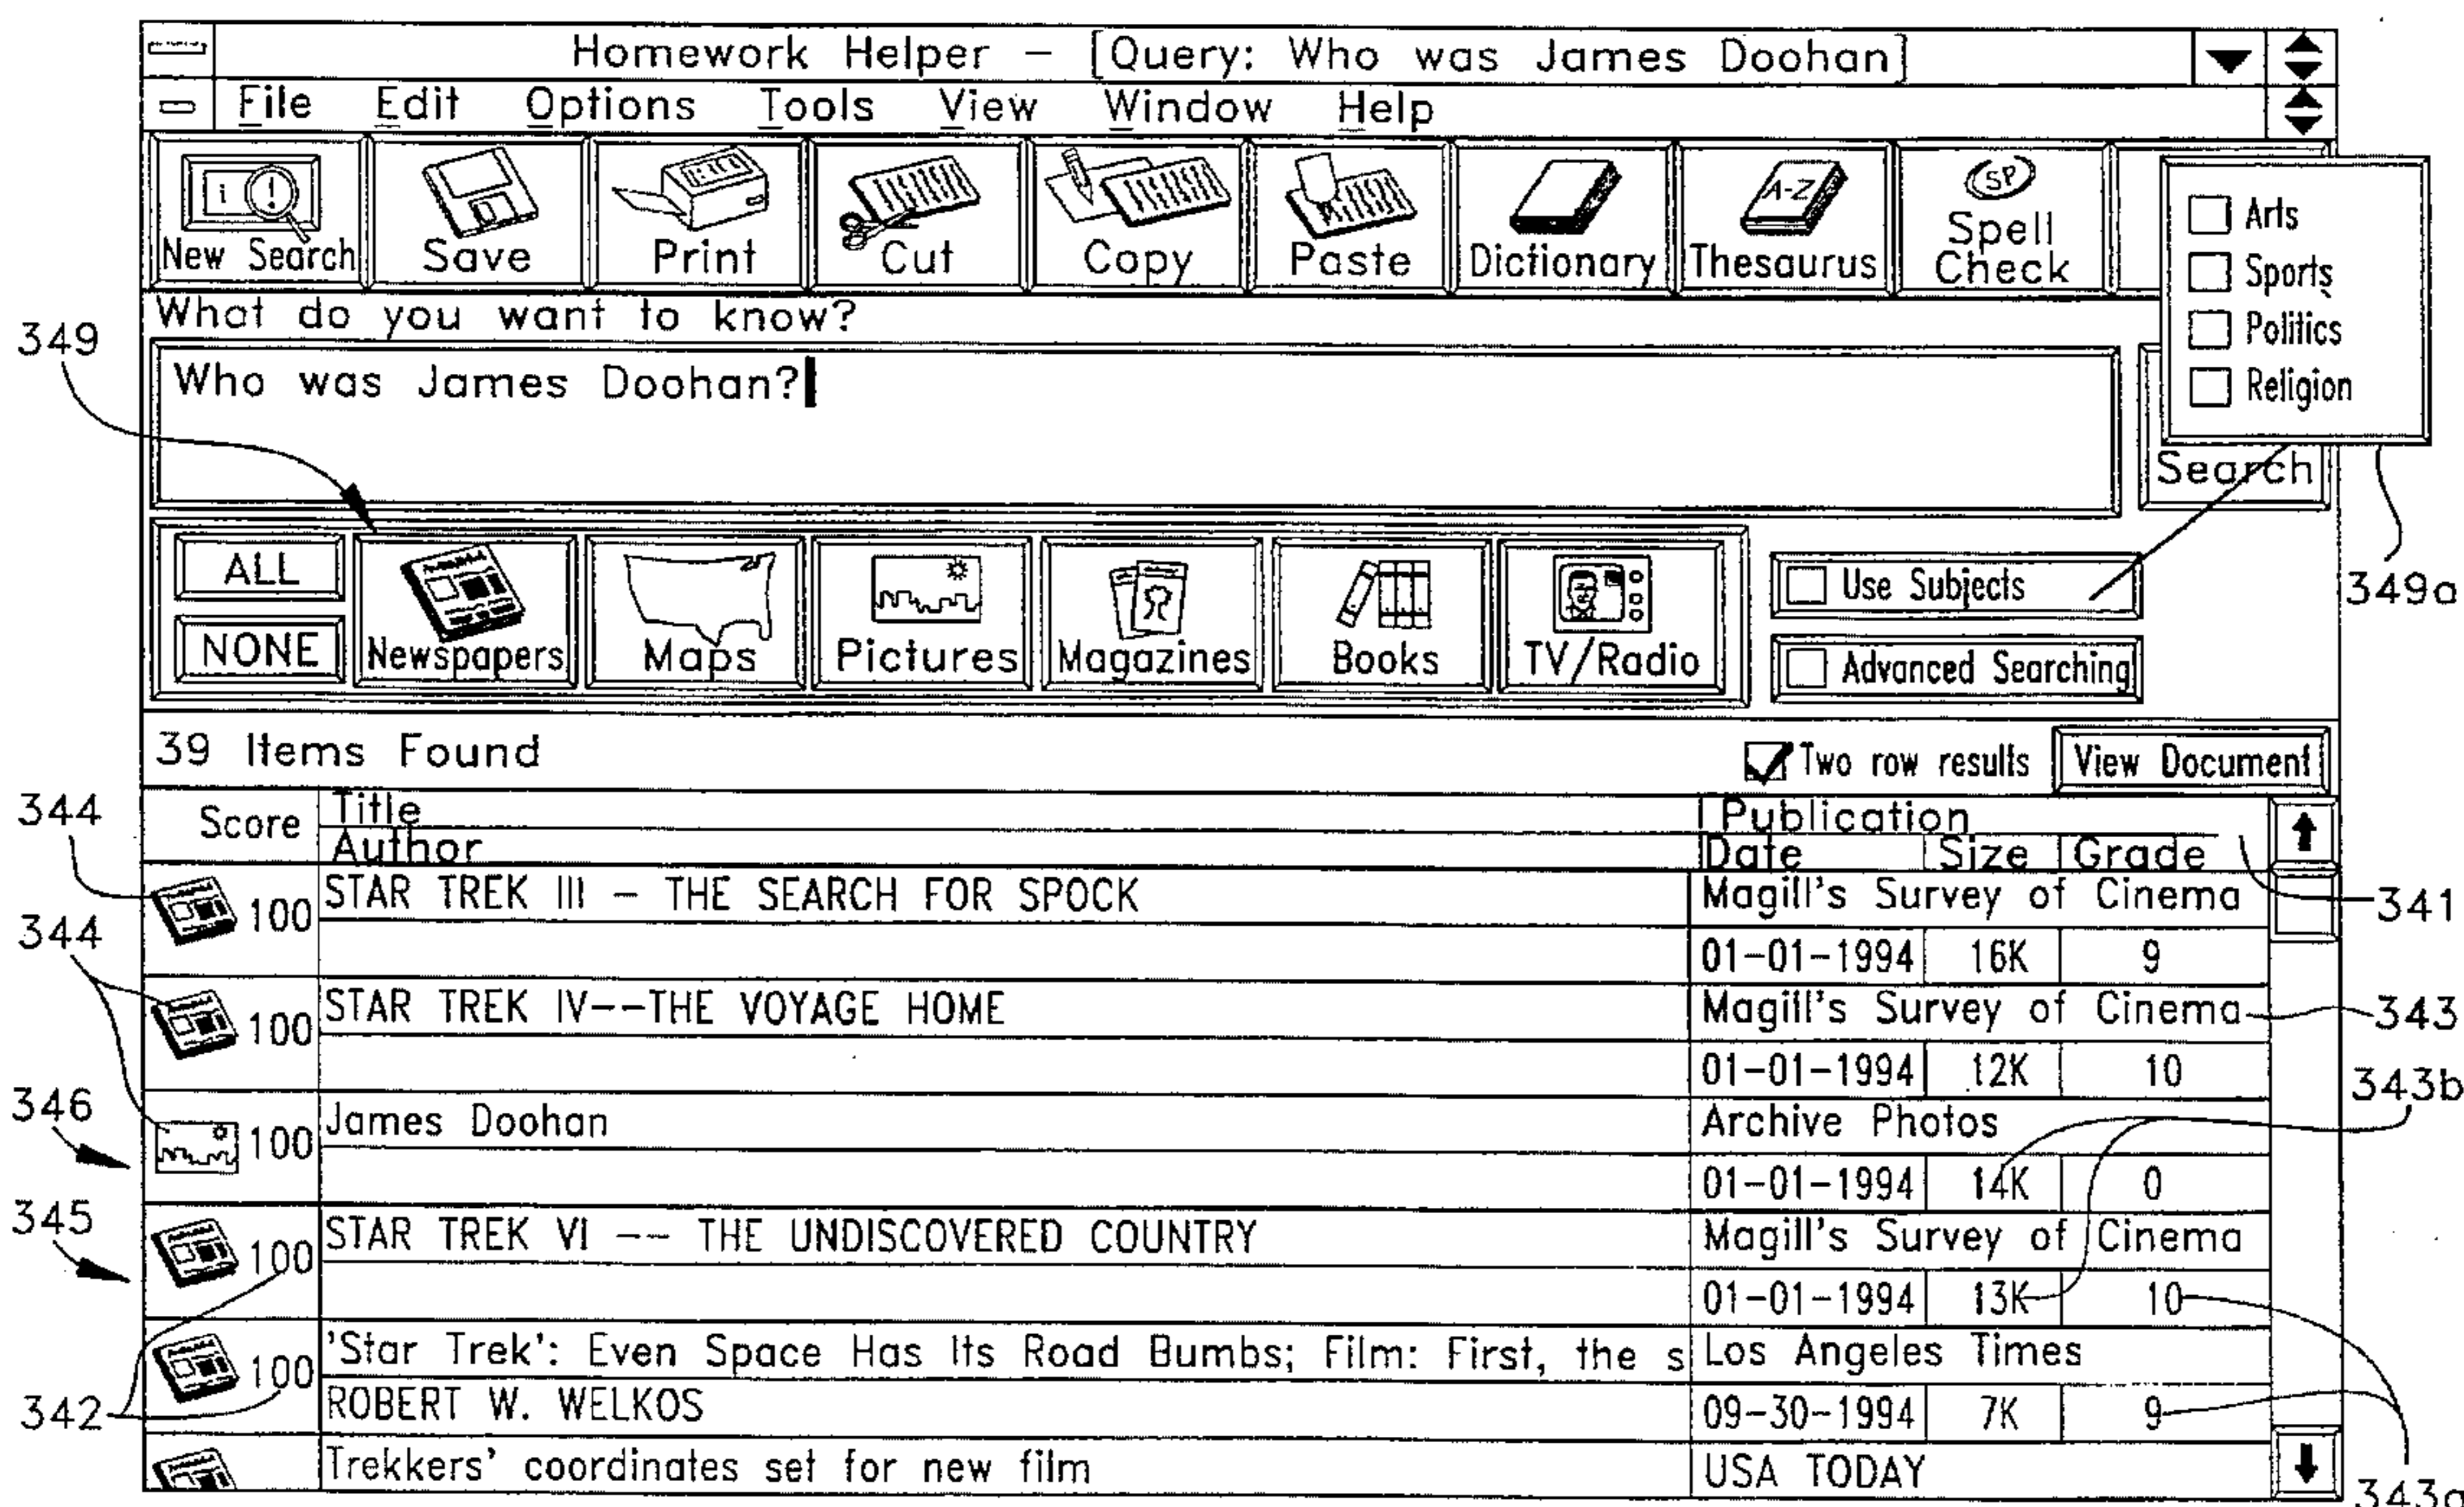 Homework Helper – [Query: Who was James Doohan]
File Edit Options Tools View Window Help
New Search Save Print Cut Copy Paste Dictionary Thesaurus Spell Check
i ! A-Z SP
Arts
Sports
Politics
Religion
What do you want to know?
349
Who was James Doohan?
Search
349a
ALL
NONE
Newspapers Maps Pictures Magazines Books TV/Radio
Use Subjects
Advanced Searching
39 Items Found Two row results View Document
344
Score Title Publication
Author Date Size Grade
341
STAR TREK III – THE SEARCH FOR SPOCK Magill's Survey of Cinema
100
01-01-1994 16K 9
344
STAR TREK IV--THE VOYAGE HOME Magill's Survey of Cinema
343
100
01-01-1994 12K 10
343b
346
James Doohan Archive Photos
100
01-01-1994 14K 0
345
STAR TREK VI -- THE UNDISCOVERED COUNTRY Magill's Survey of Cinema
100
01-01-1994 13K 10
'Star Trek': Even Space Has Its Road Bumbs; Film: First, the s Los Angeles Times
100
342
ROBERT W. WELKOS 09-30-1994 7K 9
Trekkers' coordinates set for new film USA TODAY
343a